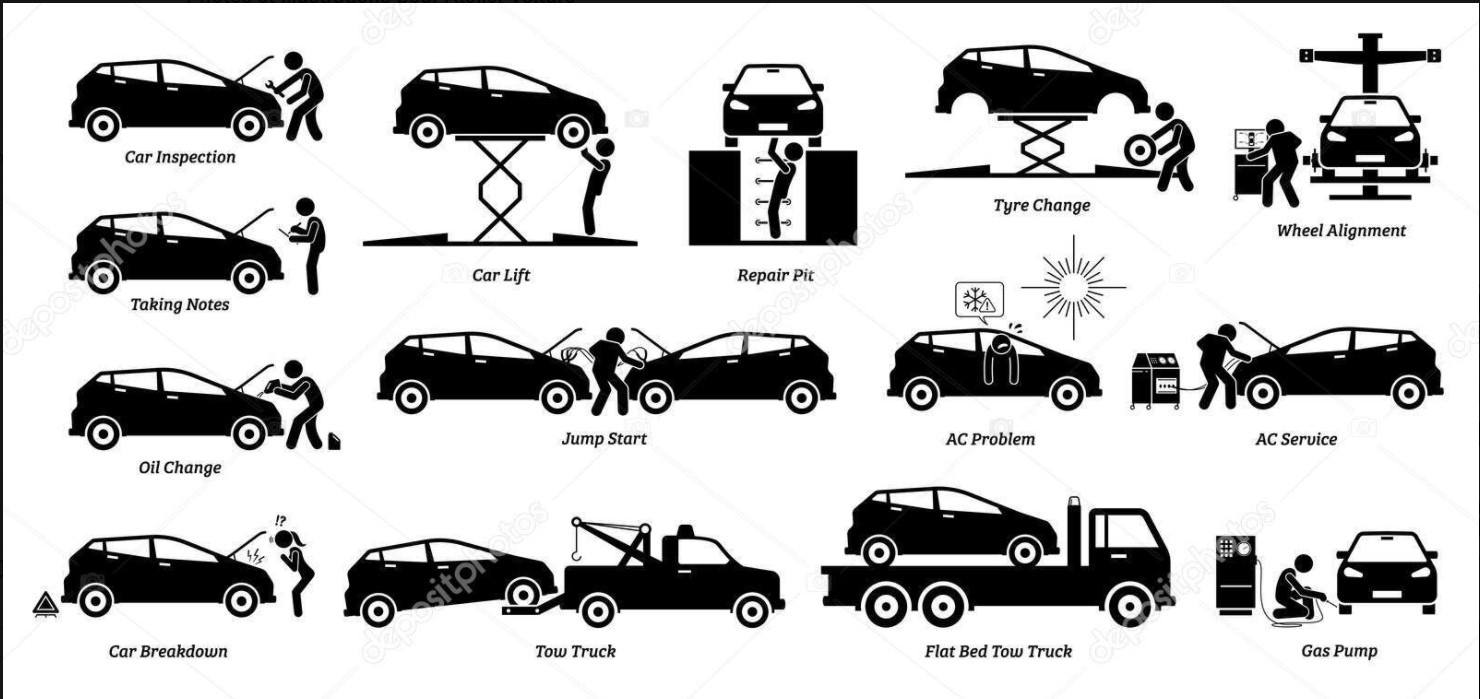 Car Inspection
Car Lift
Repair Pit
Tyre Change
Wheel Alignment
Taking Notes
Jump Start
AC Problem
AC Service
Oil Change
!?
Car Breakdown
Tow Truck
Flat Bed Tow Truck
Gas Pump
depositphotos